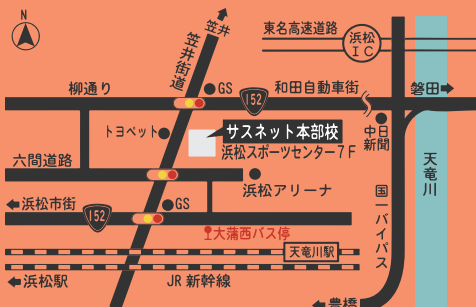 N
笠井
東名高速道路
浜松
IC
笠井街道
柳通り
GS
152
和田自動車街
磐田
トヨペット
サスネット本部校
浜松スポーツセンター7F
中日
新聞
六間道路
天竜川
浜松アリーナ
国一バイパス
浜松市街
152
GS
大蒲西バス停
天竜川駅
浜松駅
JR新幹線
豊橋